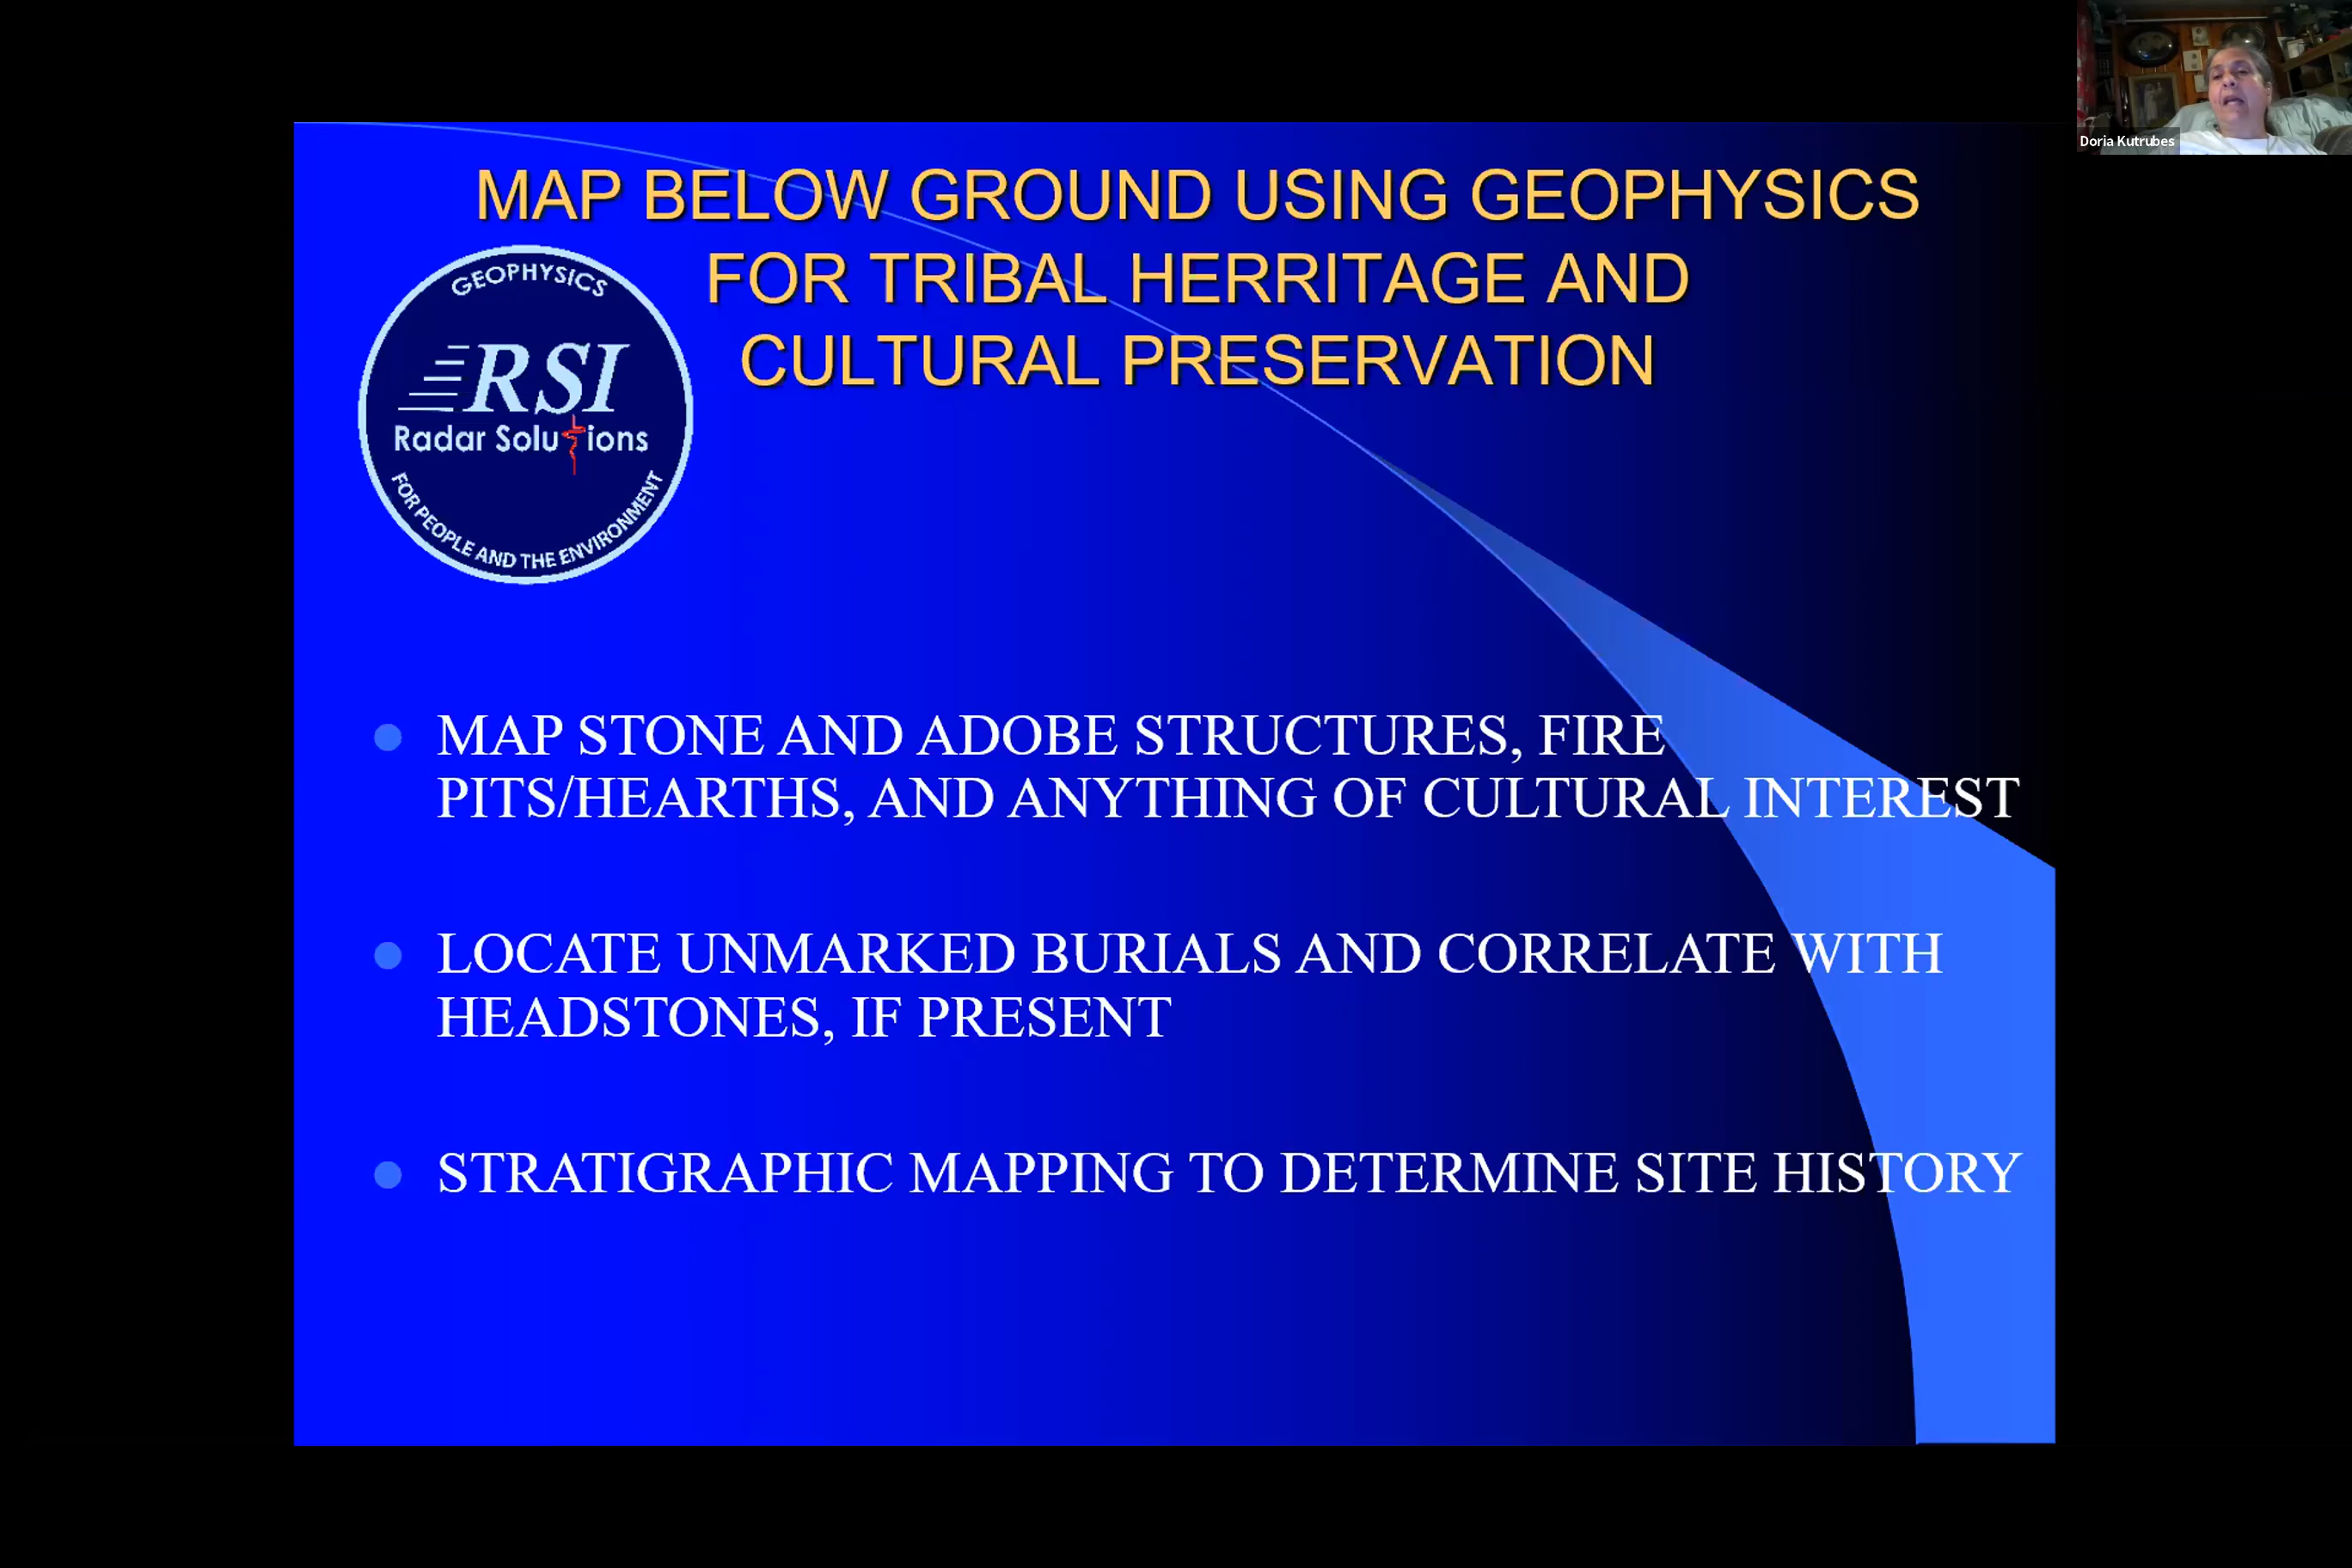 Doria Kutrubes
MAP BELOW GROUND USING GEOPHYSICS
FOR TRIBAL HERRITAGE AND
CULTURAL PRESERVATION
GEOPHYSICS
RSI
Radar Solutions
FOR PEOPLE AND THE ENVIRONMENT
MAP STONE AND ADOBE STRUCTURES, FIRE
PITS/HEARTHS, AND ANYTHING OF CULTURAL INTEREST
LOCATE UNMARKED BURIALS AND CORRELATE WITH
HEADSTONES, IF PRESENT
STRATIGRAPHIC MAPPING TO DETERMINE SITE HISTORY